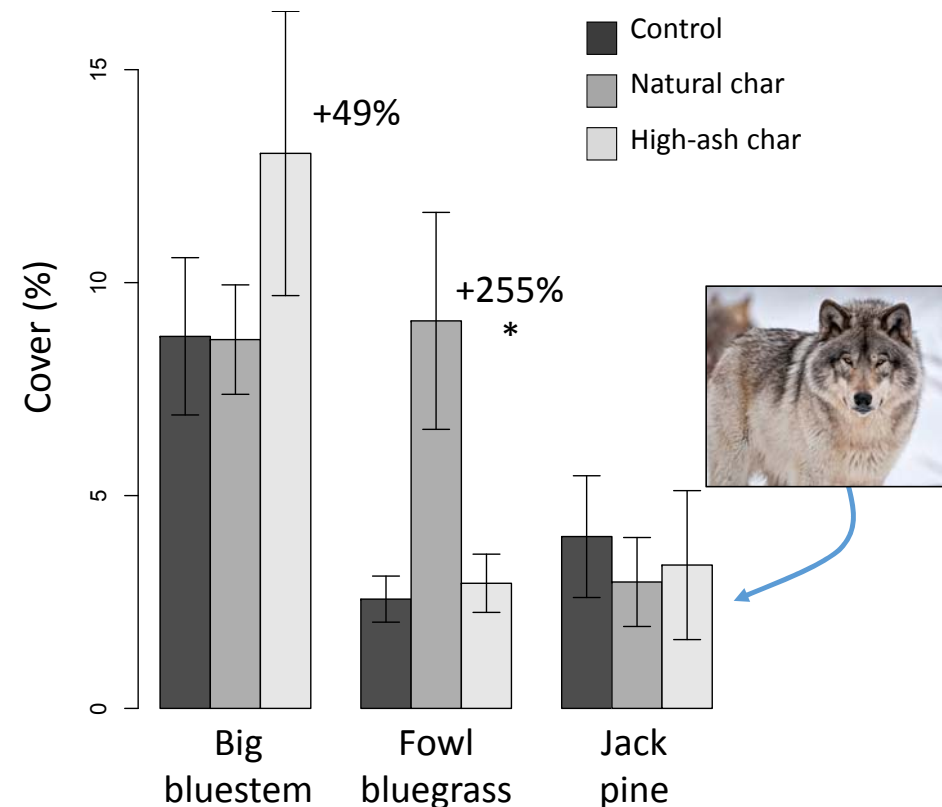 Control
Natural char
High-ash char
15
10
5
0
Cover (%)
+49%
+255%
*
Big
bluestem
Fowl
bluegrass
Jack
pine